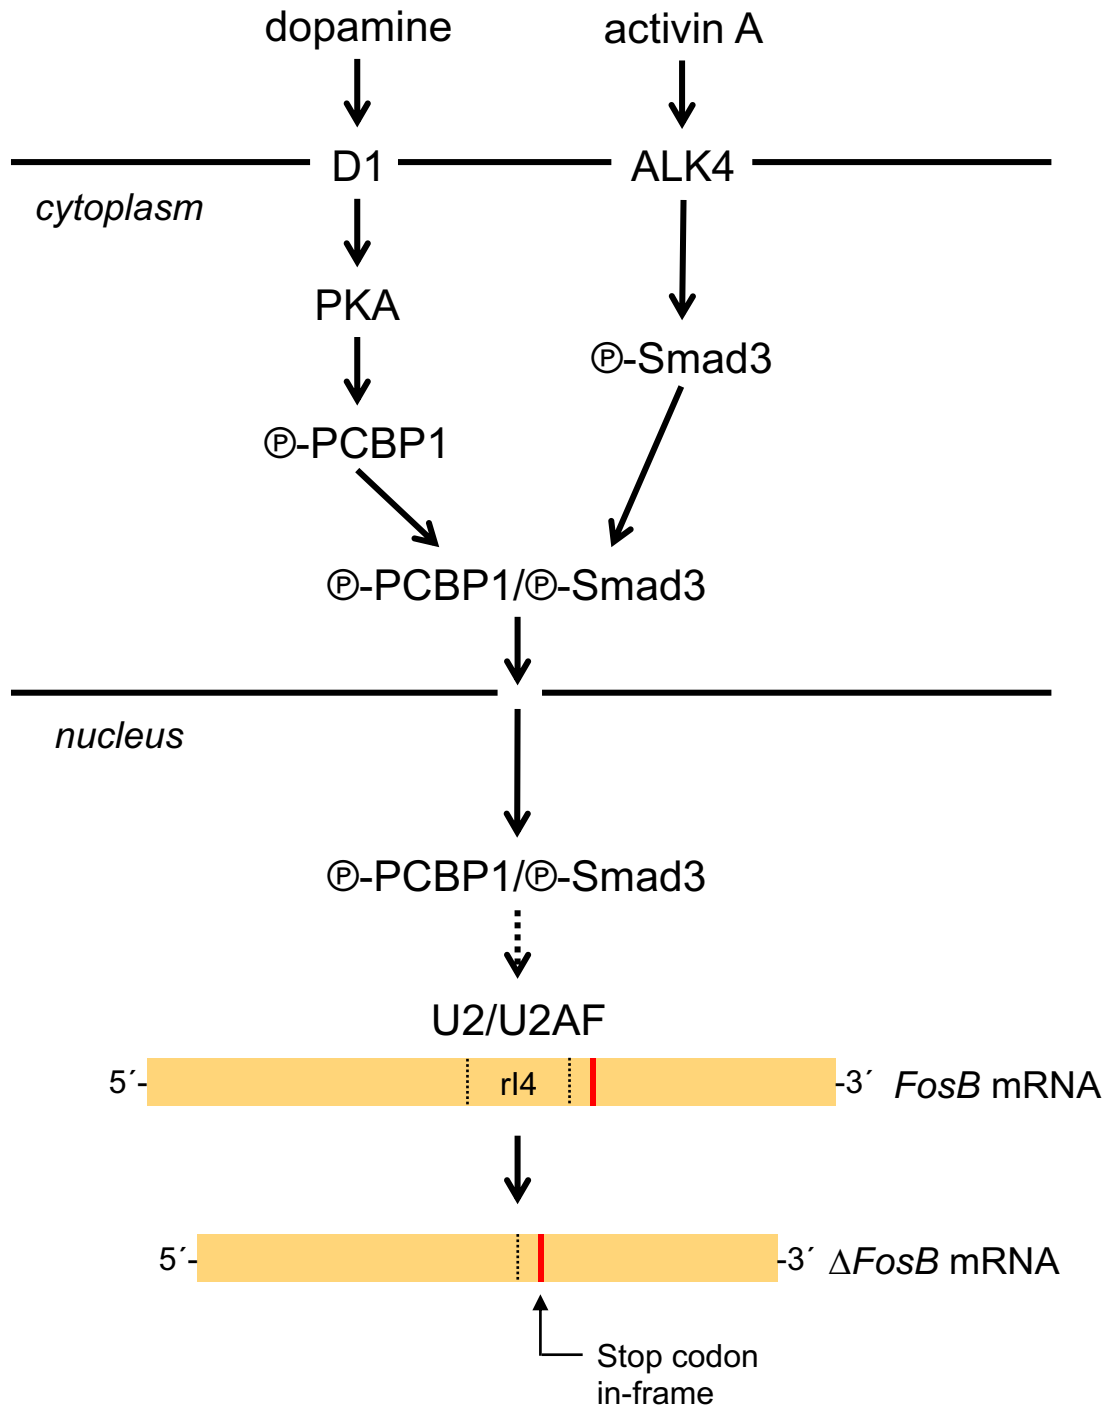 dopamine
activin A
D1
ALK4
cytoplasm
PKA
Ⓟ-Smad3
Ⓟ-PCBP1
Ⓟ-PCBP1/Ⓟ-Smad3
nucleus
Ⓟ-PCBP1/Ⓟ-Smad3
U2/U2AF
5´- rI4 -3´ FosB mRNA
5´- -3´ ΔFosB mRNA
Stop codon
in-frame